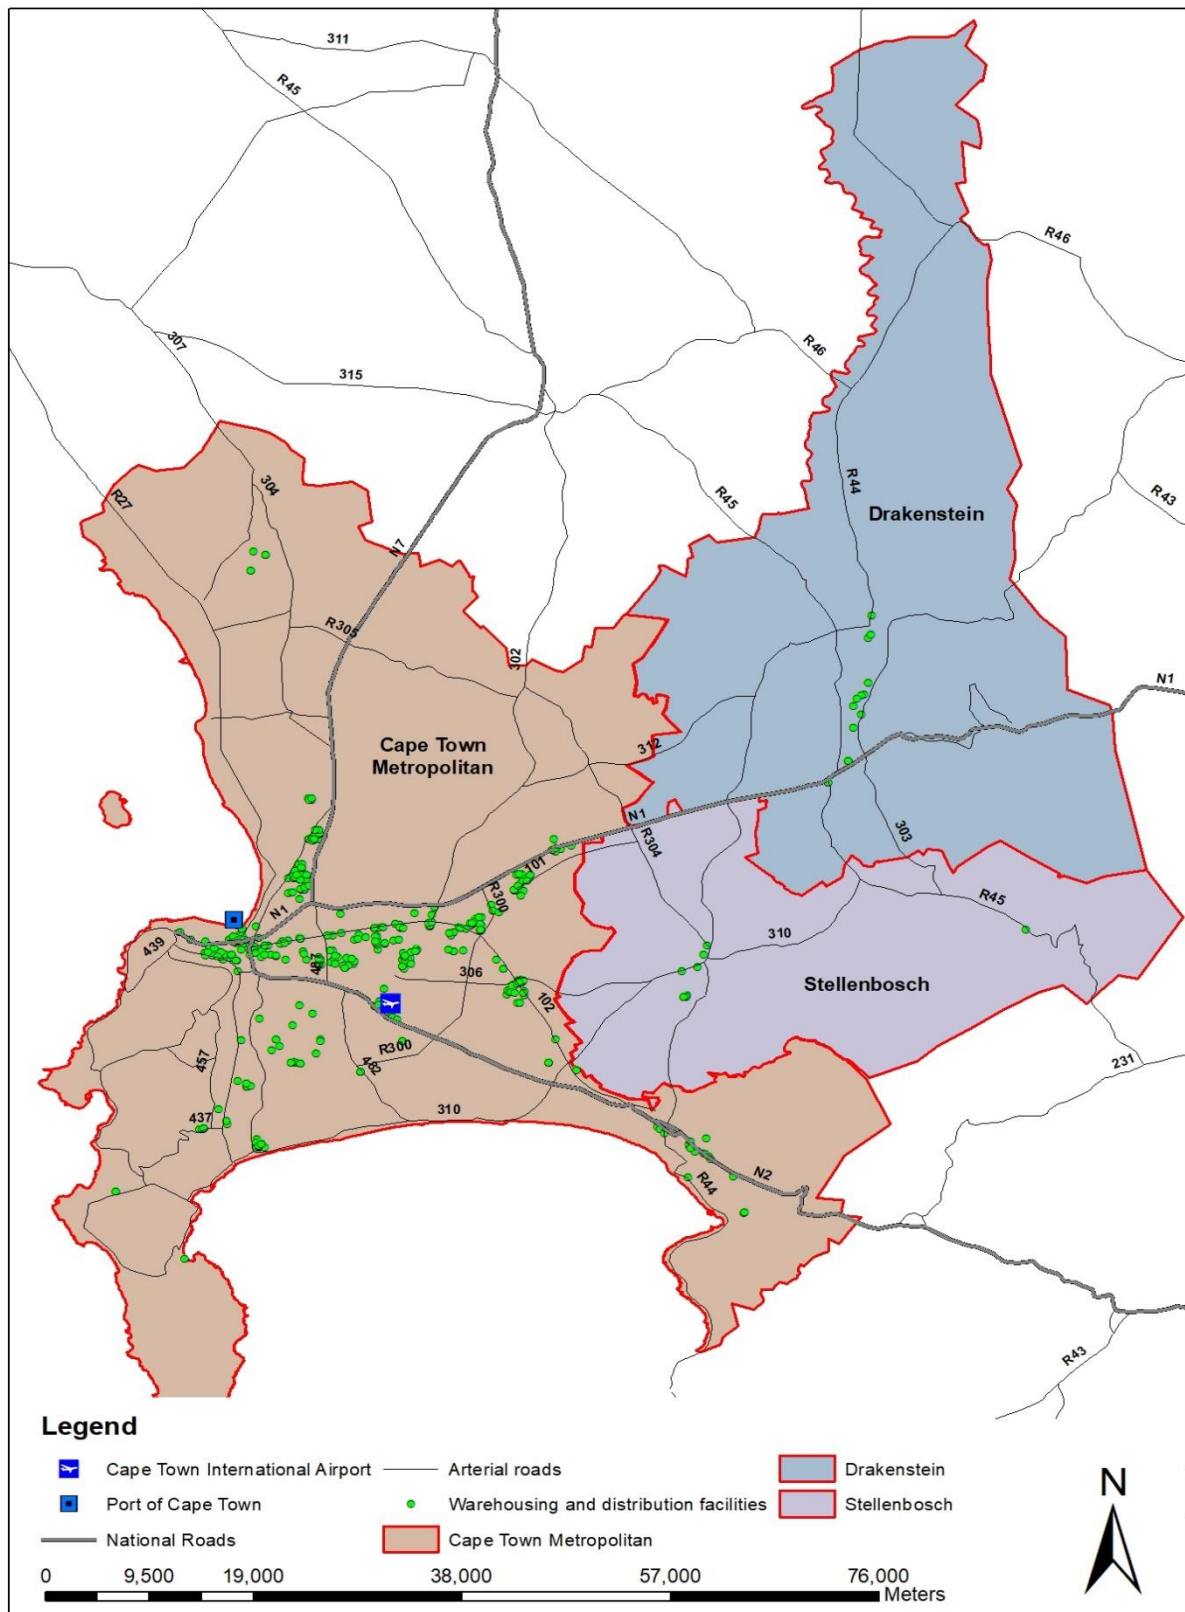 311
R45
R46
307
R46
315
R27
304
N7
R45
R44
R43
Drakenstein
R305
302
N1
Cape Town
Metropolitan
312
N1
R304
303
101
R300
N1
R45
439
487
306
310
102
Stellenbosch
457
R300
482
231
437
310
R44
N2
R43
Legend
Cape Town International Airport
Arterial roads
Drakenstein
Port of Cape Town
Warehousing and distribution facilities
Stellenbosch
National Roads
Cape Town Metropolitan
N
0 9,500 19,000 38,000 57,000 76,000
Meters